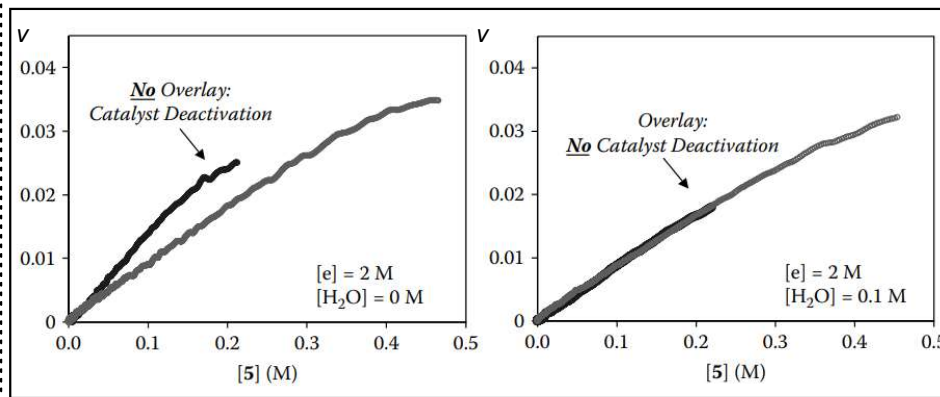 v
0.04
0.03
0.02
0.01
0
No Overlay:
Catalyst Deactivation
[e] = 2 M
[H₂O] = 0 M
0.0 0.1 0.2 0.3 0.4 0.5
[5] (M)
v
0.04
0.03
0.02
0.01
0
Overlay:
No Catalyst Deactivation
[e] = 2 M
[H₂O] = 0.1 M
0.0 0.1 0.2 0.3 0.4 0.5
[5] (M)